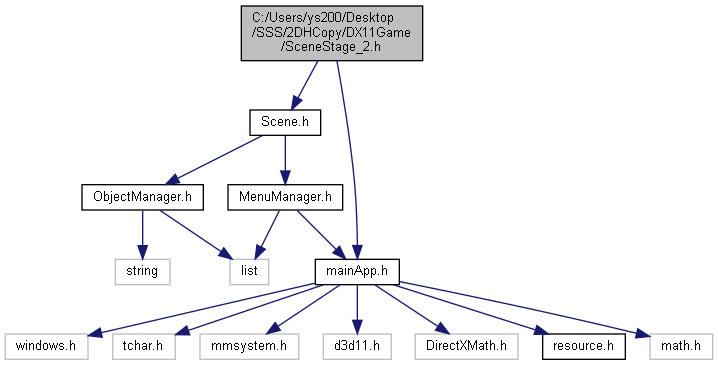 C:/Users/ys200/Desktop
/SSS/2DHCopy/DX11Game
/SceneStage_2.h
Scene.h
ObjectManager.h
MenuManager.h
string
list
mainApp.h
windows.h
tchar.h
mmsystem.h
d3d11.h
DirectXMath.h
resource.h
math.h